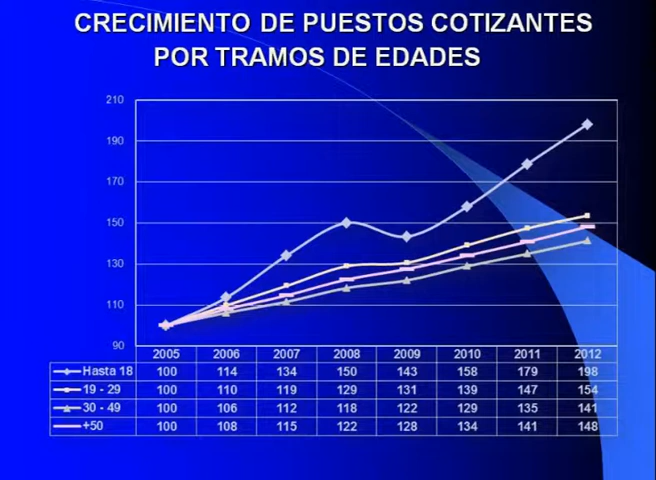 CRECIMIENTO DE PUESTOS COTIZANTES
POR TRAMOS DE EDADES
210
190
170
150
130
110
90
2005 2006 2007 2008 2009 2010 2011 2012
Hasta 18 100 114 134 150 143 158 179 198
19 - 29 100 110 119 129 131 139 147 154
30 - 49 100 106 112 118 122 129 135 141
+50 100 108 115 122 128 134 141 148